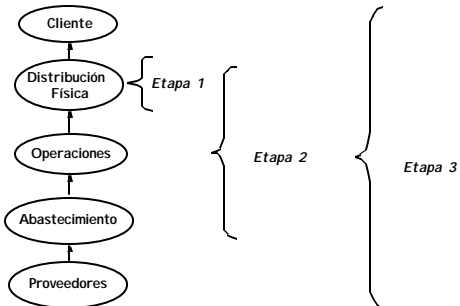 Cliente
Distribución
Física
Etapa 1
Operaciones
Etapa 2
Etapa 3
Abastecimiento
Proveedores